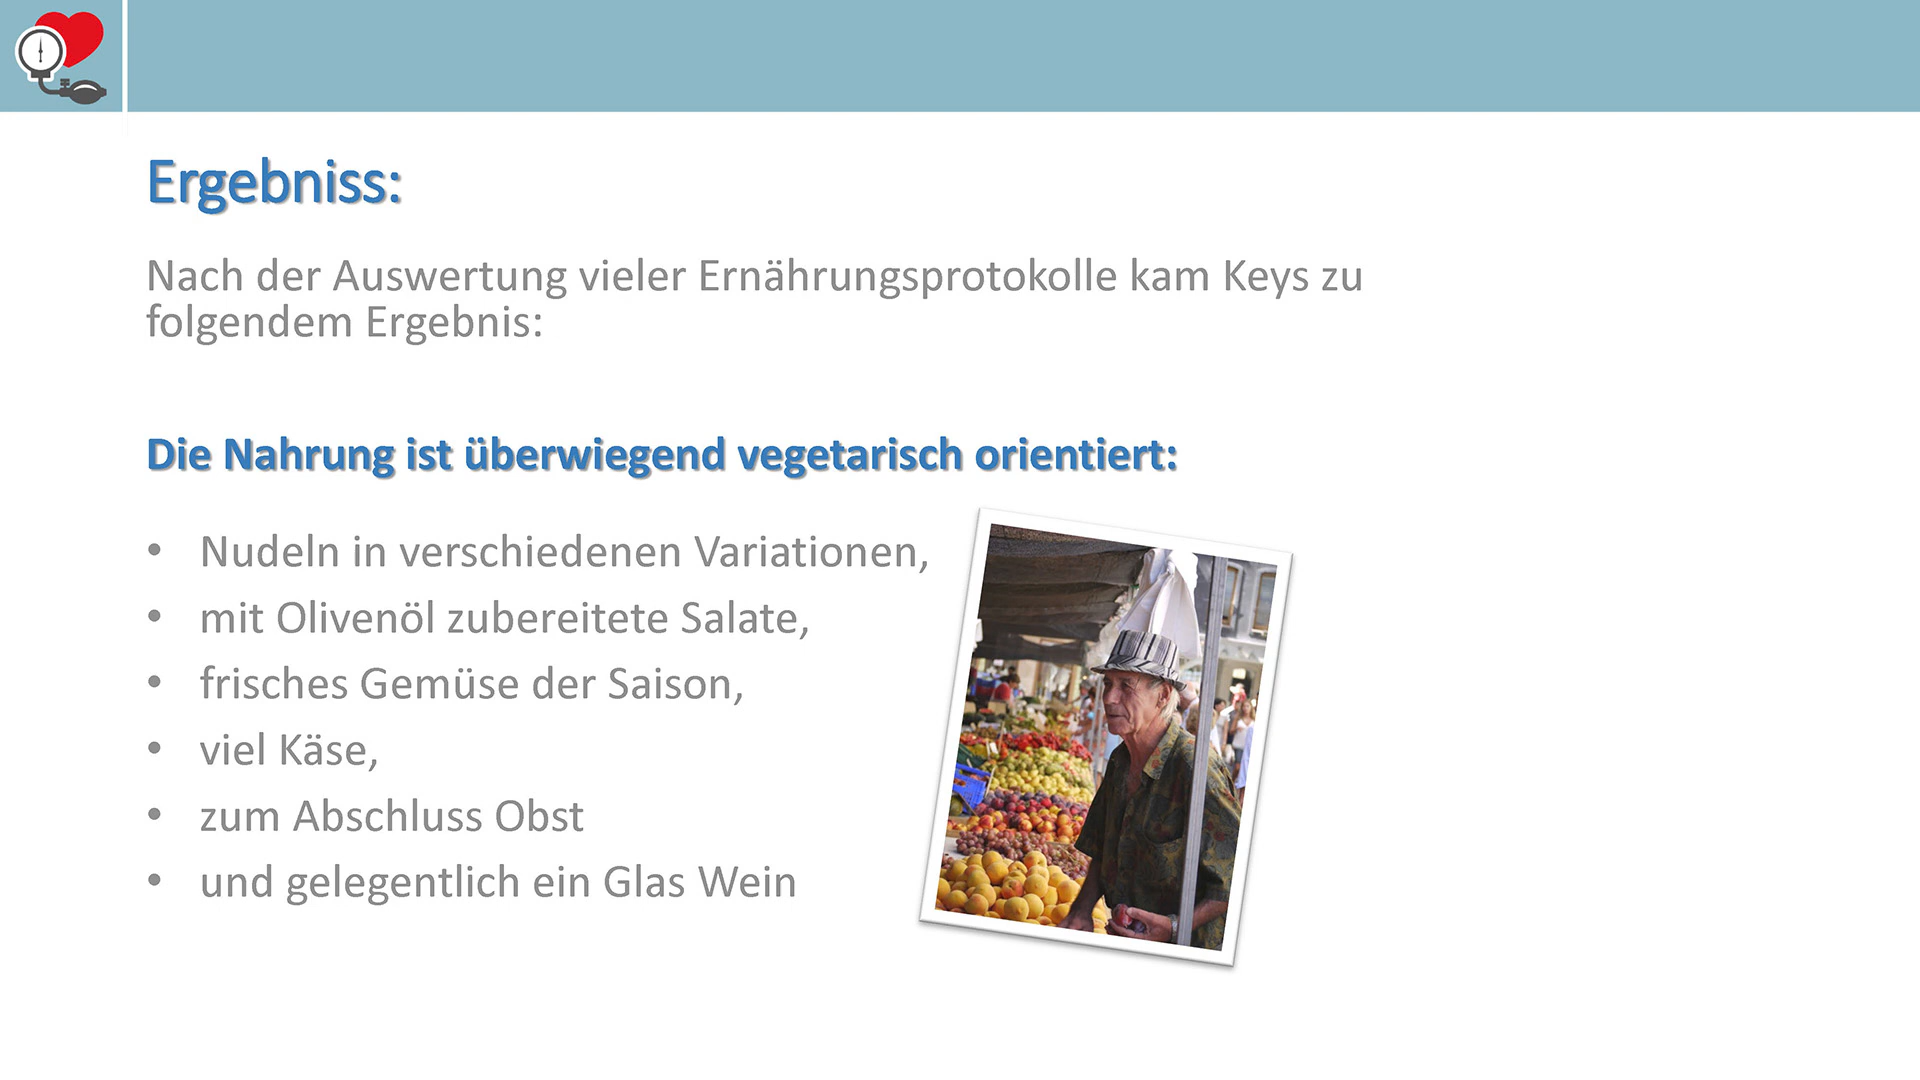 Ergebniss:
Nach der Auswertung vieler Ernährungsprotokolle kam Keys zu
folgendem Ergebnis:
Die Nahrung ist überwiegend vegetarisch orientiert:
• Nudeln in verschiedenen Variationen,
• mit Olivenöl zubereitete Salate,
• frisches Gemüse der Saison,
• viel Käse,
• zum Abschluss Obst
• und gelegentlich ein Glas Wein